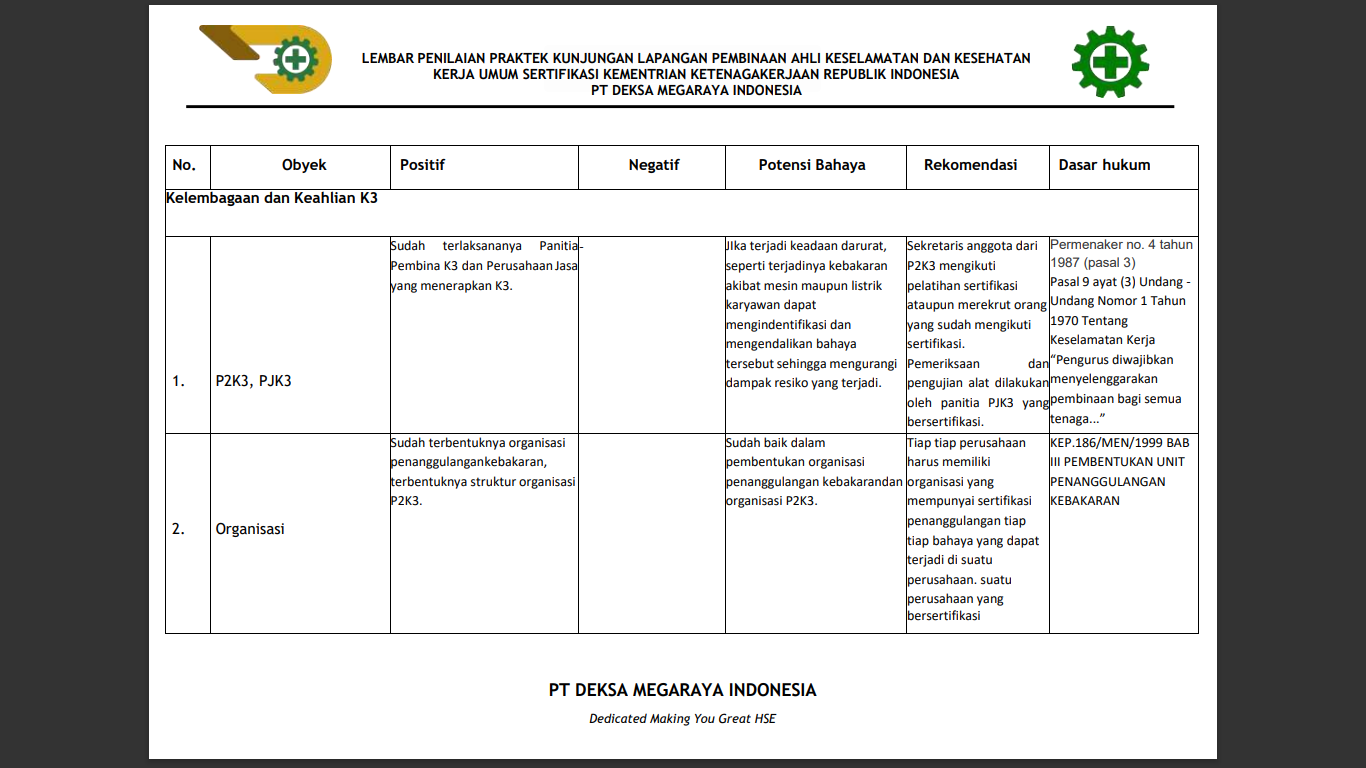 LEMBAR PENILAIAN PRAKTEK KUNJUNGAN LAPANGAN PEMBINAAN AHLI KESELAMATAN DAN KESEHATAN
KERJA UMUM SERTIFIKASI KEMENTRIAN KETENAGAKERJAAN REPUBLIK INDONESIA
PT DEKSA MEGARAYA INDONESIA
No.
Obyek
Positif
Negatif
Potensi Bahaya
Rekomendasi
Dasar hukum
Kelembagaan dan Keahlian K3
1.
P2K3, PJK3
Sudah terlaksananya Panitia
Pembina K3 dan Perusahaan Jasa
yang menerapkan K3.
-
JIka terjadi keadaan darurat,
seperti terjadinya kebakaran
akibat mesin maupun listrik
karyawan dapat
mengindentifikasi dan
mengendalikan bahaya
tersebut sehingga mengurangi
dampak resiko yang terjadi.
Sekretaris anggota dari
P2K3 mengikuti
pelatihan sertifikasi
ataupun merekrut orang
yang sudah mengikuti
sertifikasi.
Pemeriksaan dan
pengujian alat dilakukan
oleh panitia PJK3 yang
bersertifikasi.
Permenaker no. 4 tahun
1987 (pasal 3)
Pasal 9 ayat (3) Undang -
Undang Nomor 1 Tahun
1970 Tentang
Keselamatan Kerja
“Pengurus diwajibkan
menyelenggarakan
pembinaan bagi semua
tenaga...”
2.
Organisasi
Sudah terbentuknya organisasi
penanggulangankebakaran,
terbentuknya struktur organisasi
P2K3.
Sudah baik dalam
pembentukan organisasi
penanggulangan kebakarandan
organisasi P2K3.
Tiap tiap perusahaan
harus memiliki
organisasi yang
mempunyai sertifikasi
penanggulangan tiap
tiap bahaya yang dapat
terjadi di suatu
perusahaan. suatu
perusahaan yang
bersertifikasi
KEP.186/MEN/1999 BAB
III PEMBENTUKAN UNIT
PENANGGULANGAN
KEBAKARAN
PT DEKSA MEGARAYA INDONESIA
Dedicated Making You Great HSE